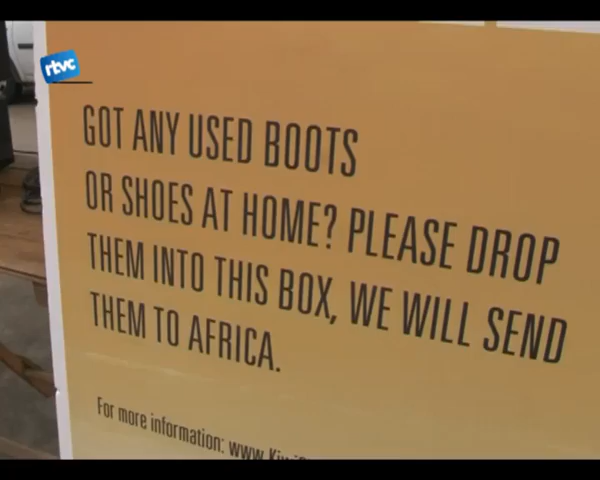 rtvc
GOT ANY USED BOOTS
OR SHOES AT HOME? PLEASE DROP
THEM INTO THIS BOX, WE WILL SEND
THEM TO AFRICA.
For more information: